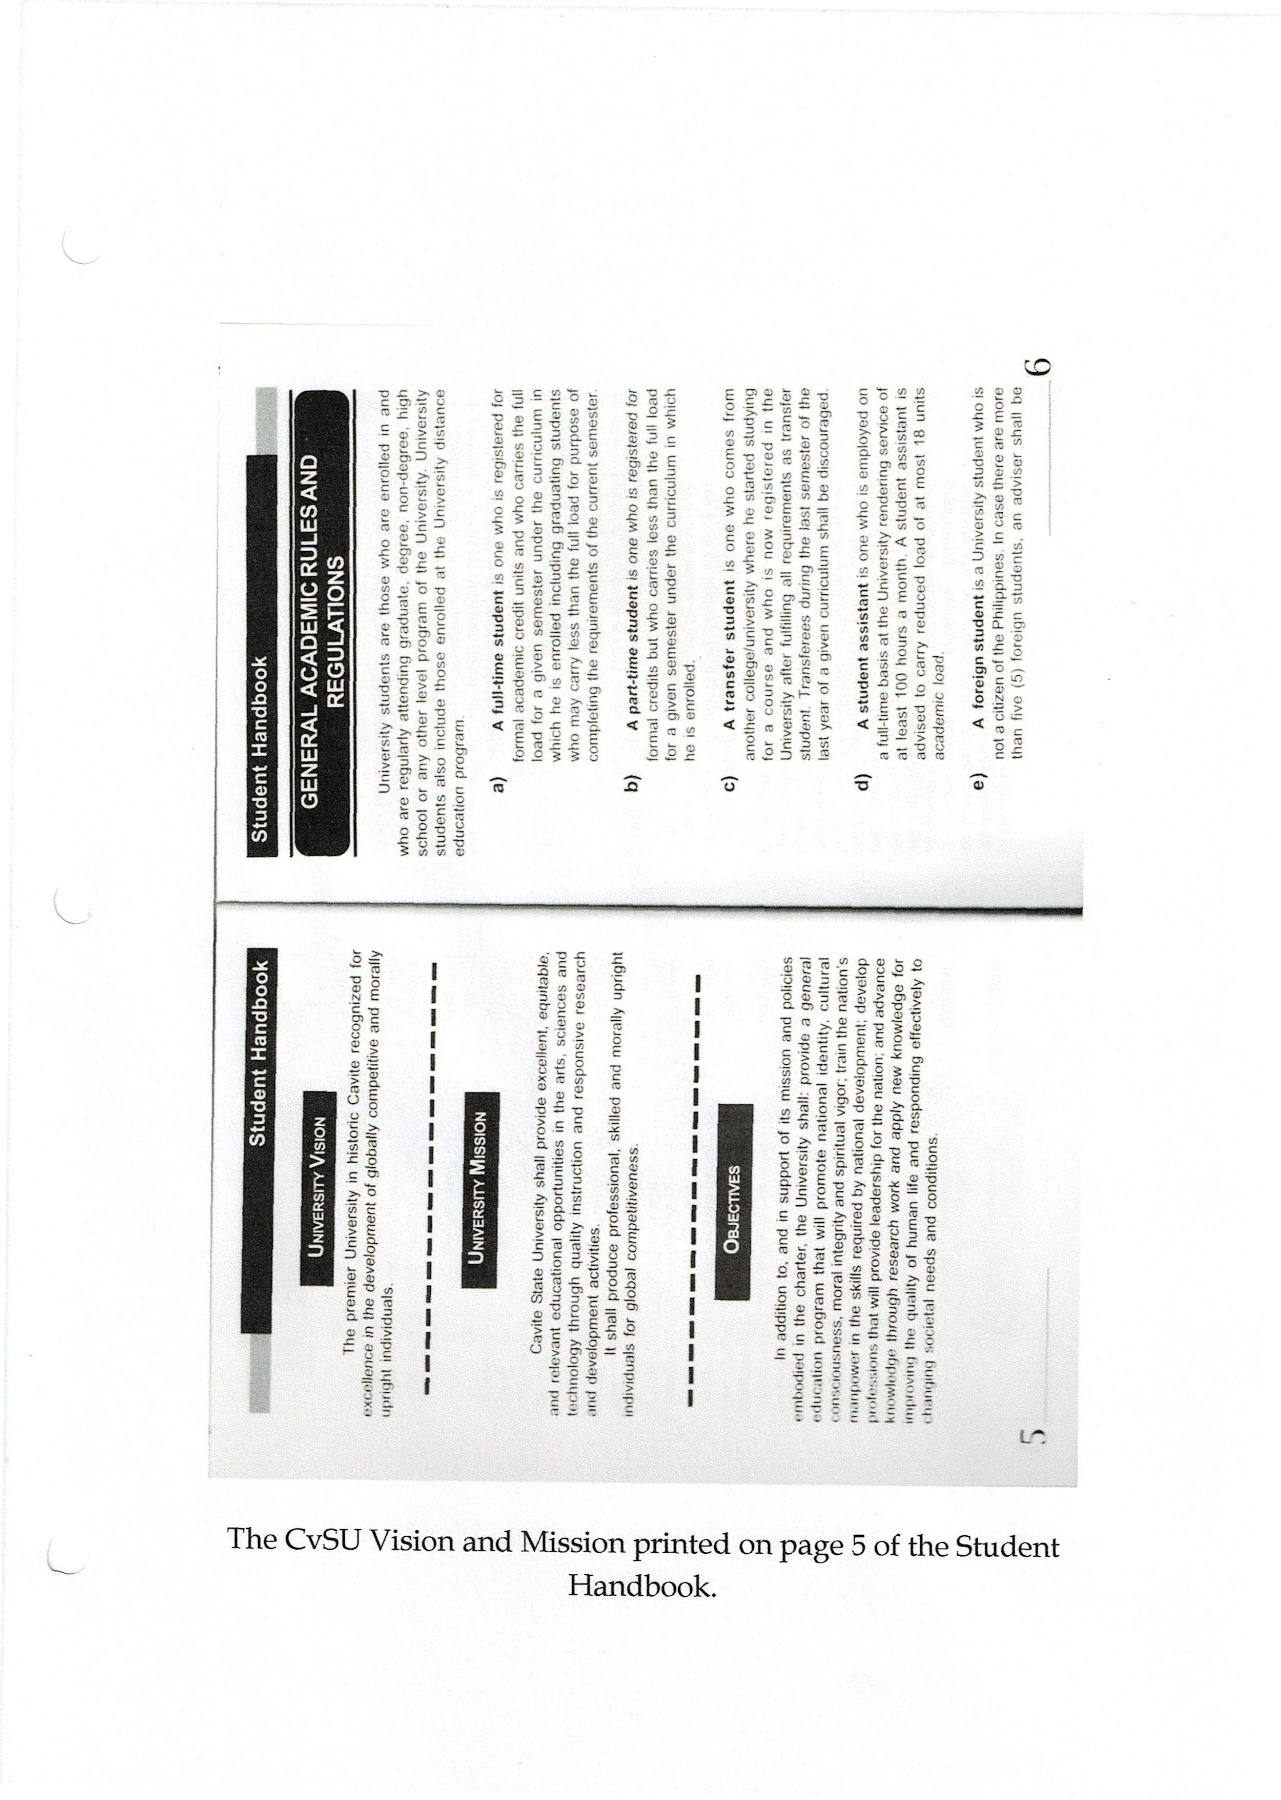 Student Handbook
UNIVERSITY VISION
The premier University in historic Cavite recognized for
excellence in the development of globally competitive and morally
upright individuals.
UNIVERSITY MISSION
Cavite State University shall provide excellent, equitable,
and relevant educational opportunities in the arts, sciences and
technology through quality instruction and responsive research
and development activities.
It shall produce professional, skilled and morally upright
individuals for global competitiveness.
OBJECTIVES
In addition to, and in support of its mission and policies
embodied in the charter, the University shall: provide a general
education program that will promote national identity, cultural
consciousness, moral integrity and spiritual vigor; train the nation's
manpower in the skills required by national development; develop
professions that will provide leadership for the nation; and advance
knowledge through research work and apply new knowledge for
improving the quality of human life and responding effectively to
changing societal needs and conditions.
5
Student Handbook
GENERAL ACADEMIC RULES AND
REGULATIONS
University students are those who are enrolled in and
who are regularly attending graduate, degree, non-degree, high
school or any other level program of the University. University
students also include those enrolled at the University distance
education program.
a) A full-time student is one who is registered for
formal academic credit units and who carries the full
load for a given semester under the curriculum in
which he is enrolled including graduating students
who may carry less than the full load for purpose of
completing the requirements of the current semester.
b) A part-time student is one who is registered for
formal credits but who carries less than the full load
for a given semester under the curriculum in which
he is enrolled.
c) A transfer student is one who comes from
another college/university where he started studying
for a course and who is now registered in the
University after fulfilling all requirements as transfer
student. Transferees during the last semester of the
last year of a given curriculum shall be discouraged.
d) A student assistant is one who is employed on
a full-time basis at the University rendering service of
at least 100 hours a month. A student assistant is
advised to carry reduced load of at most 18 units
academic load.
e) A foreign student is a University student who is
not a citizen of the Philippines. In case there are more
than five (5) foreign students, an adviser shall be
6
The CvSU Vision and Mission printed on page 5 of the Student
Handbook.